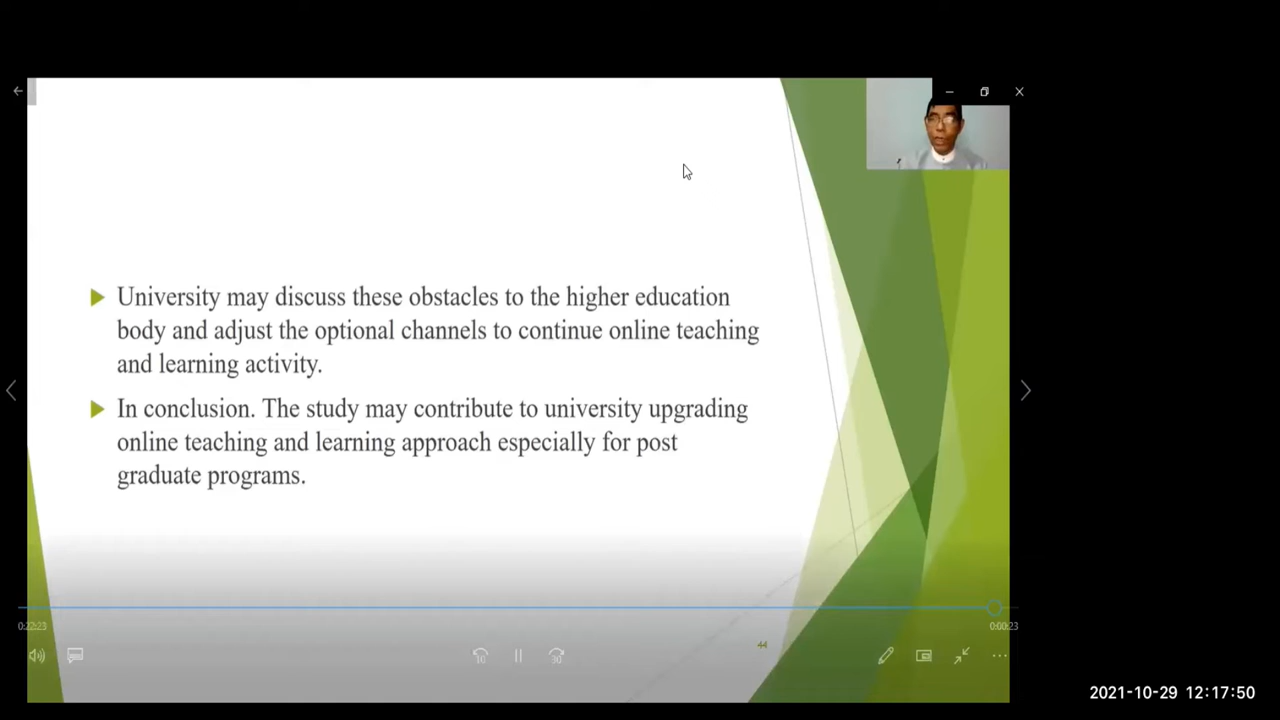 University may discuss these obstacles to the higher education
body and adjust the optional channels to continue online teaching
and learning activity.
In conclusion. The study may contribute to university upgrading
online teaching and learning approach especially for post
graduate programs.
0:22:23
0:00:23
10
30
44
2021-10-29 12:17:50